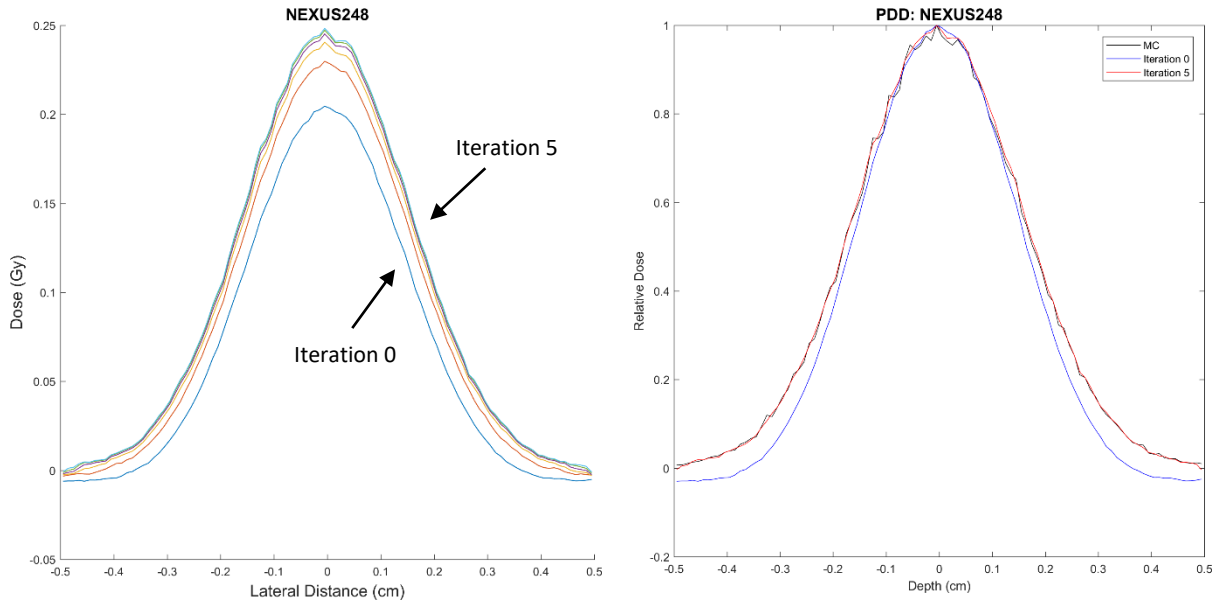 NEXUS248
0.25
0.2
0.15
0.1
0.05
0
-0.05
Dose (Gy)
Iteration 5
Iteration 0
-0.5 -0.4 -0.3 -0.2 -0.1 0 0.1 0.2 0.3 0.4 0.5
Lateral Distance (cm)
PDD: NEXUS248
MC
Iteration 0
Iteration 5
1
0.8
0.6
0.4
0.2
0
-0.2
Relative Dose
-0.5 -0.4 -0.3 -0.2 -0.1 0 0.1 0.2 0.3 0.4 0.5
Depth (cm)